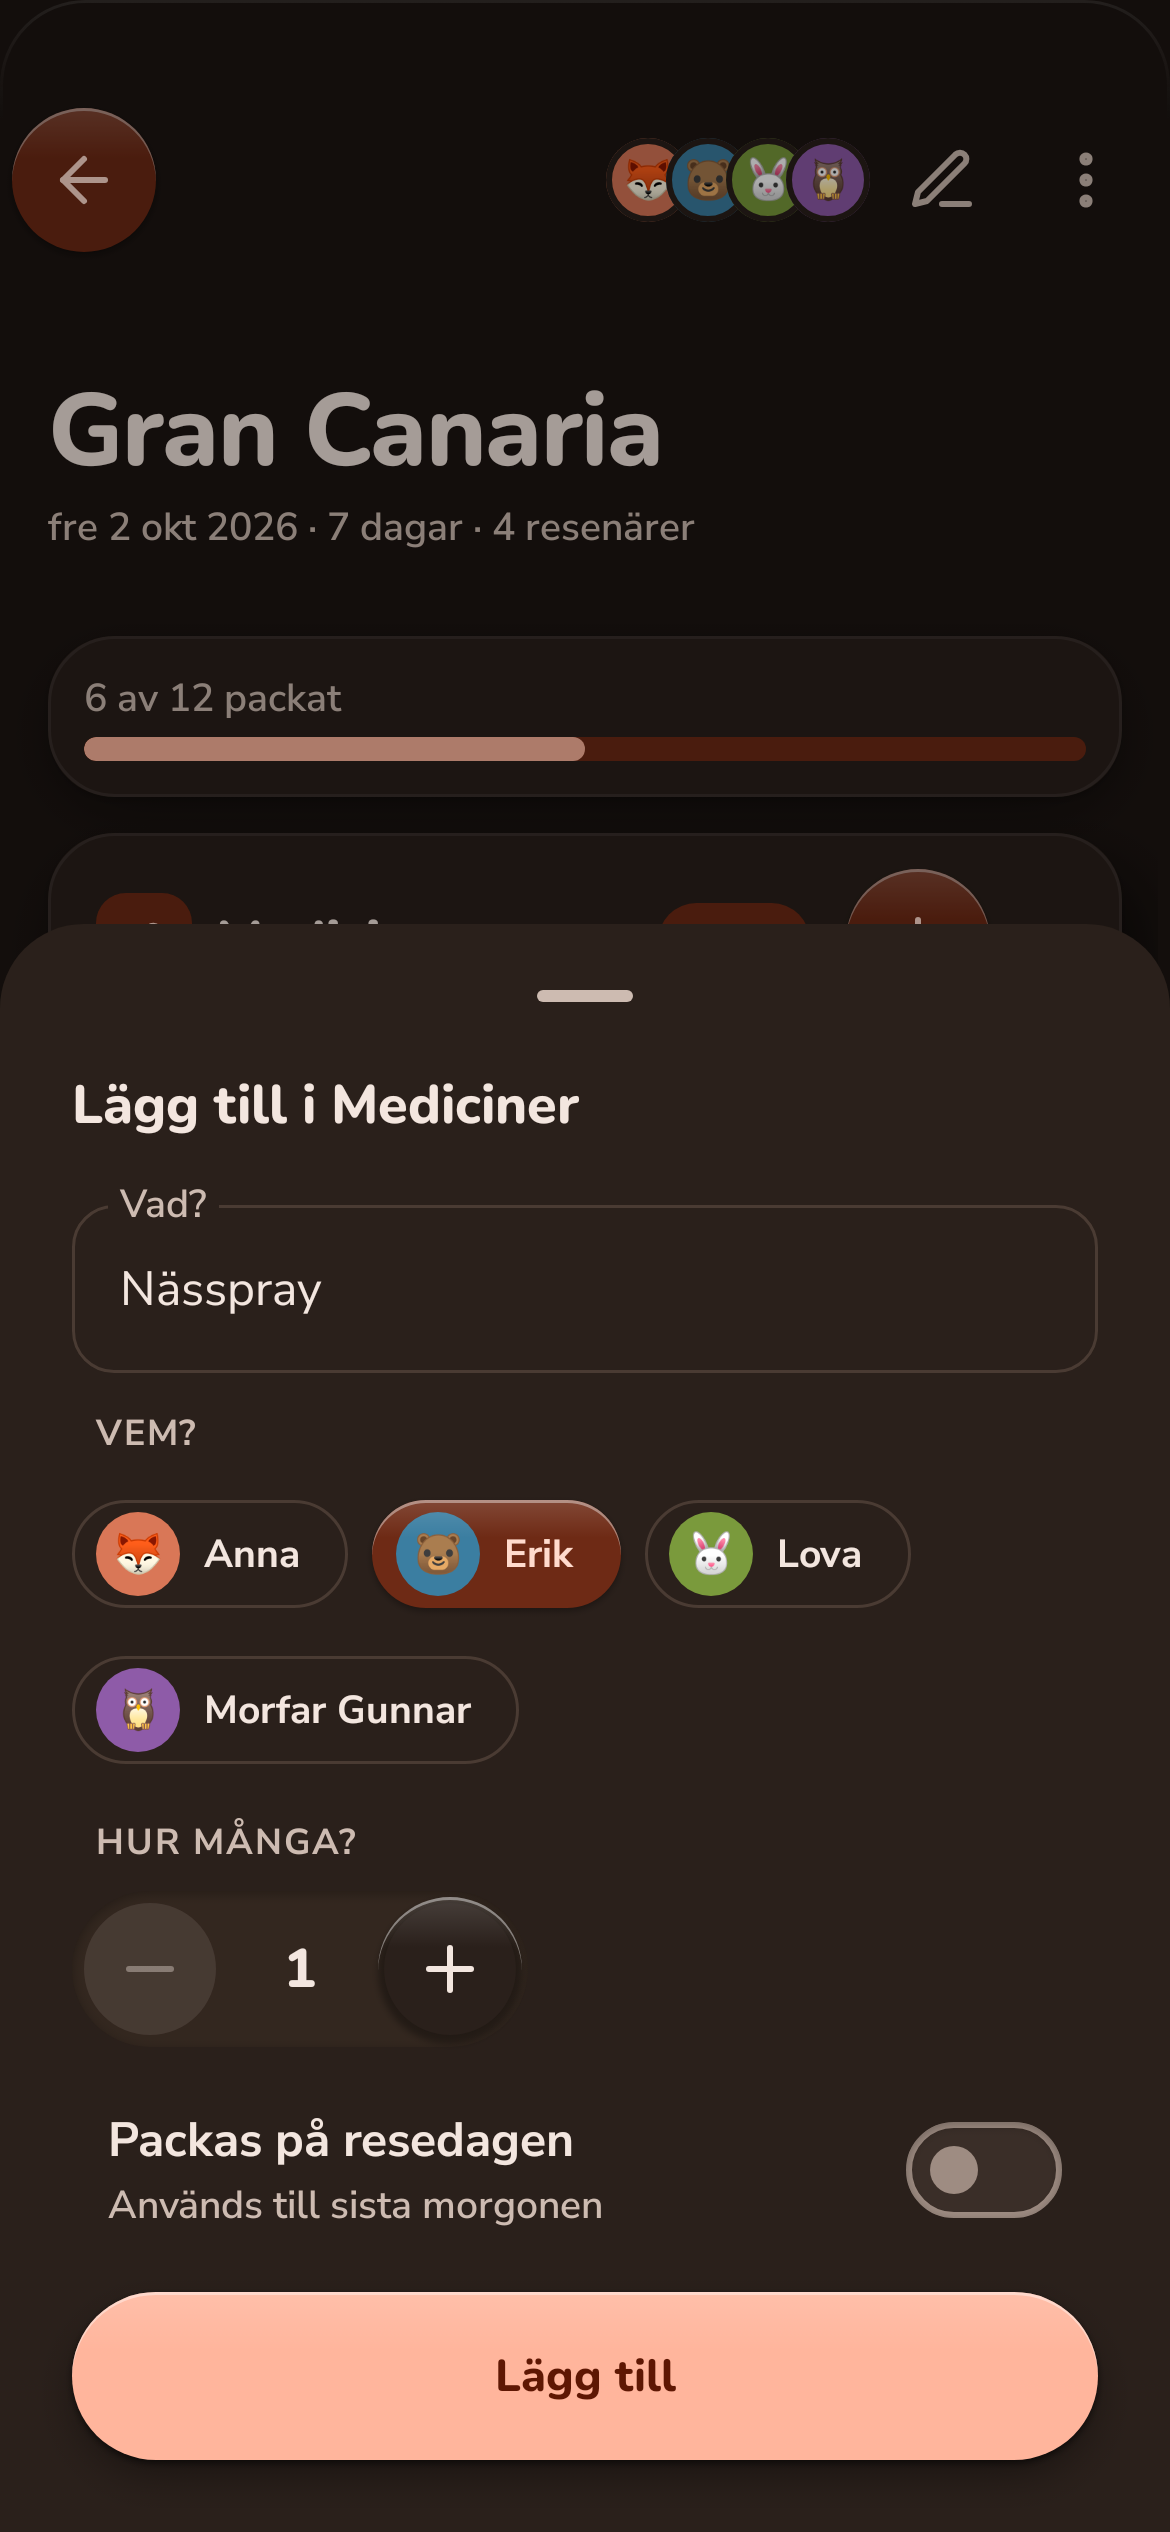 Gran Canaria
fre 2 okt 2026 · 7 dagar · 4 resenärer
6 av 12 packat
Lägg till i Mediciner
Vad?
Nässpray
VEM?
Anna
Erik
Lova
Morfar Gunnar
HUR MÅNGA?
1
Packas på resedagen
Används till sista morgonen
Lägg till